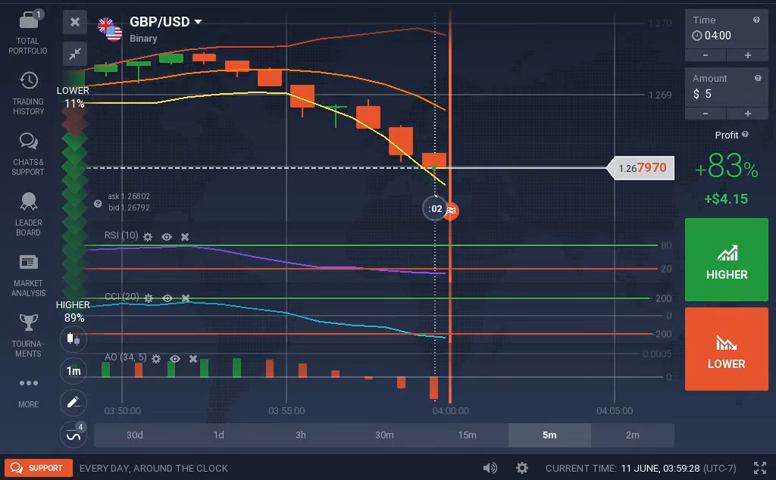 1
TOTAL
PORTFOLIO
TRADING
HISTORY
CHATS &
SUPPORT
LEADER
BOARD
MARKET
ANALYSIS
TOURNA-
MENTS
MORE
GBP/USD
Binary
LOWER
11%
HIGHER
89%
1m
4
ask 1.26802
bid 1.26792
RSI (10)
CCI (20)
AO (34, 5)
:02
1.270
1.269
1.267970
80
20
200
0
-200
0.0005
0
03:50:00
03:55:00
04:00:00
04:05:00
30d
1d
3h
30m
15m
5m
2m
Time
04:00
-
+
Amount
$ 5
-
+
Profit
+83%
+$4.15
HIGHER
LOWER
SUPPORT
EVERY DAY, AROUND THE CLOCK
CURRENT TIME: 11 JUNE, 03:59:28 (UTC-7)